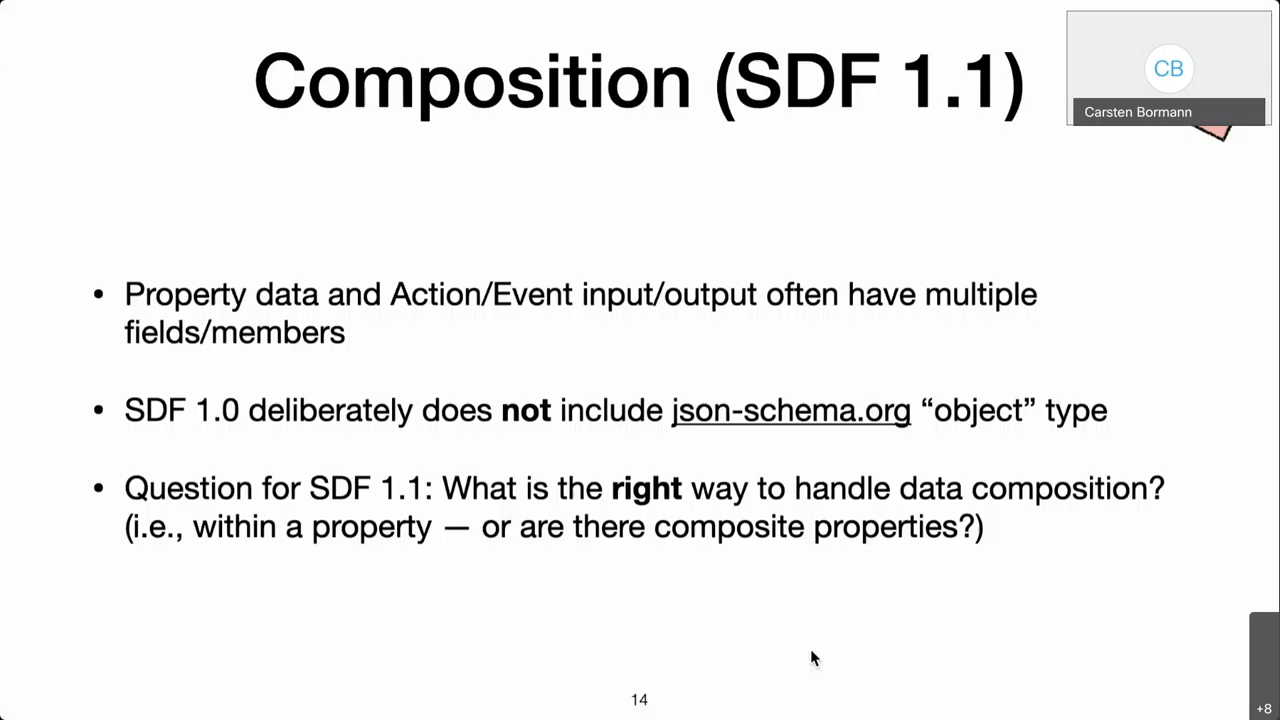 Composition (SDF 1.1)
CB
Carsten Bormann
• Property data and Action/Event input/output often have multiple
fields/members
• SDF 1.0 deliberately does not include json-schema.org “object” type
• Question for SDF 1.1: What is the right way to handle data composition?
(i.e., within a property — or are there composite properties?)
14
+8